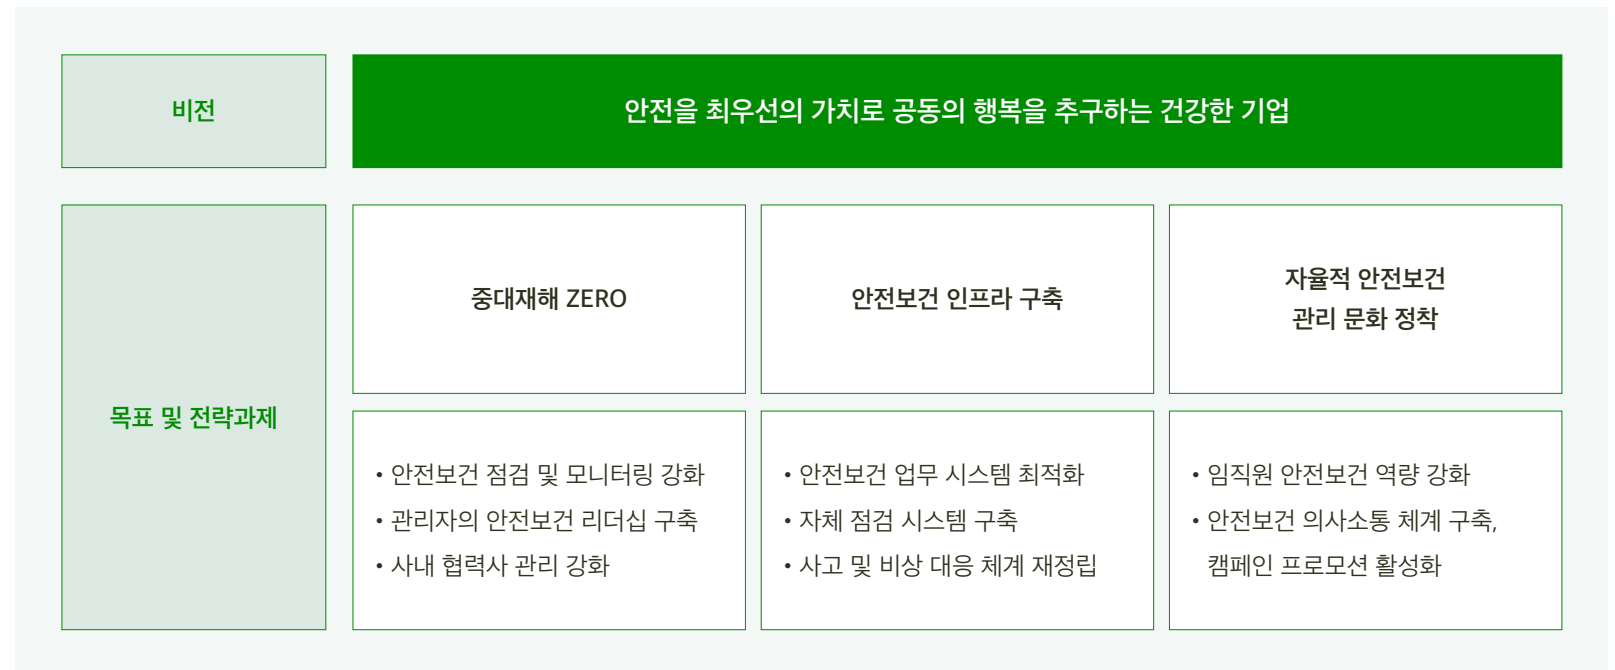 비전
안전을 최우선의 가치로 공동의 행복을 추구하는 건강한 기업
목표 및 전략과제
중대재해 ZERO
안전보건 인프라 구축
자율적 안전보건
관리 문화 정착
• 안전보건 점검 및 모니터링 강화
• 관리자의 안전보건 리더십 구축
• 사내 협력사 관리 강화
• 안전보건 업무 시스템 최적화
• 자체 점검 시스템 구축
• 사고 및 비상 대응 체계 재정립
• 임직원 안전보건 역량 강화
• 안전보건 의사소통 체계 구축,
캠페인 프로모션 활성화